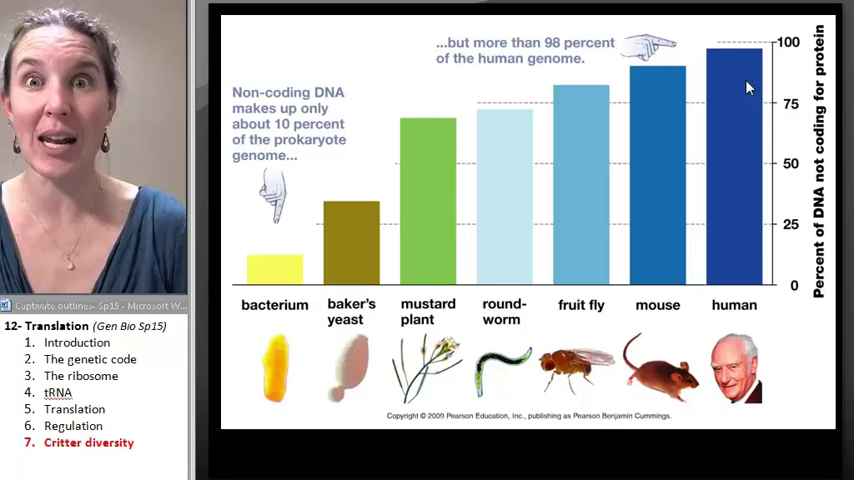 ...but more than 98 percent
of the human genome.
Non-coding DNA
makes up only
about 10 percent
of the prokaryote
genome...
100
75
50
25
0
Percent of DNA not coding for protein
bacterium
baker's
yeast
mustard
plant
round-
worm
fruit fly
mouse
human
Copyright © 2009 Pearson Education, Inc., publishing as Pearson Benjamin Cummings.
Captivate outlines- Sp15 - Microsoft W...
12- Translation (Gen Bio Sp15)
1. Introduction
2. The genetic code
3. The ribosome
4. tRNA
5. Translation
6. Regulation
7. Critter diversity